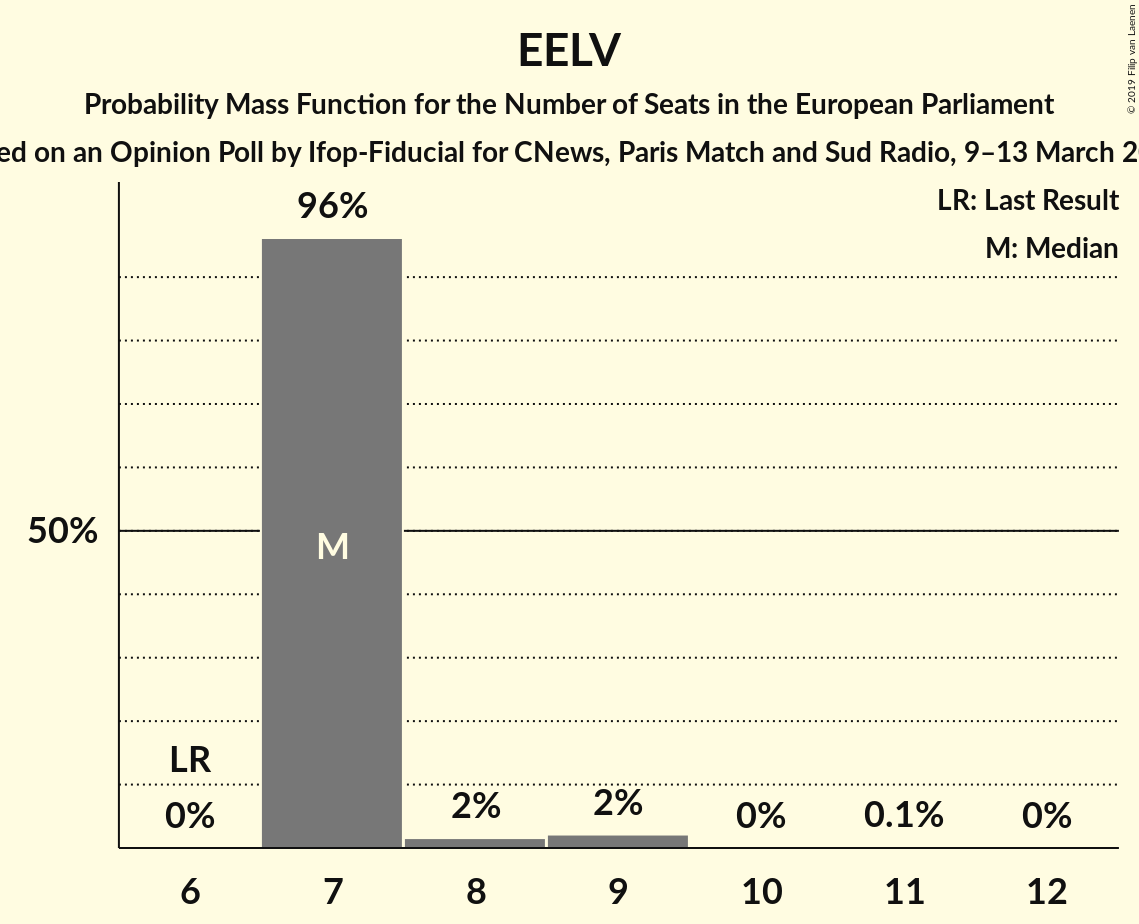 EELV
Probability Mass Function for the Number of Seats in the European Parliament
on an Opinion Poll by Ifop-Fiducial for CNews, Paris Match and Sud Radio, 9–13 March
© 2019 Filip van Laenen
LR: Last Result
M: Median
96%
50%
M
LR
0%
2%
2%
0%
0.1%
0%
6 7 8 9 10 11 12